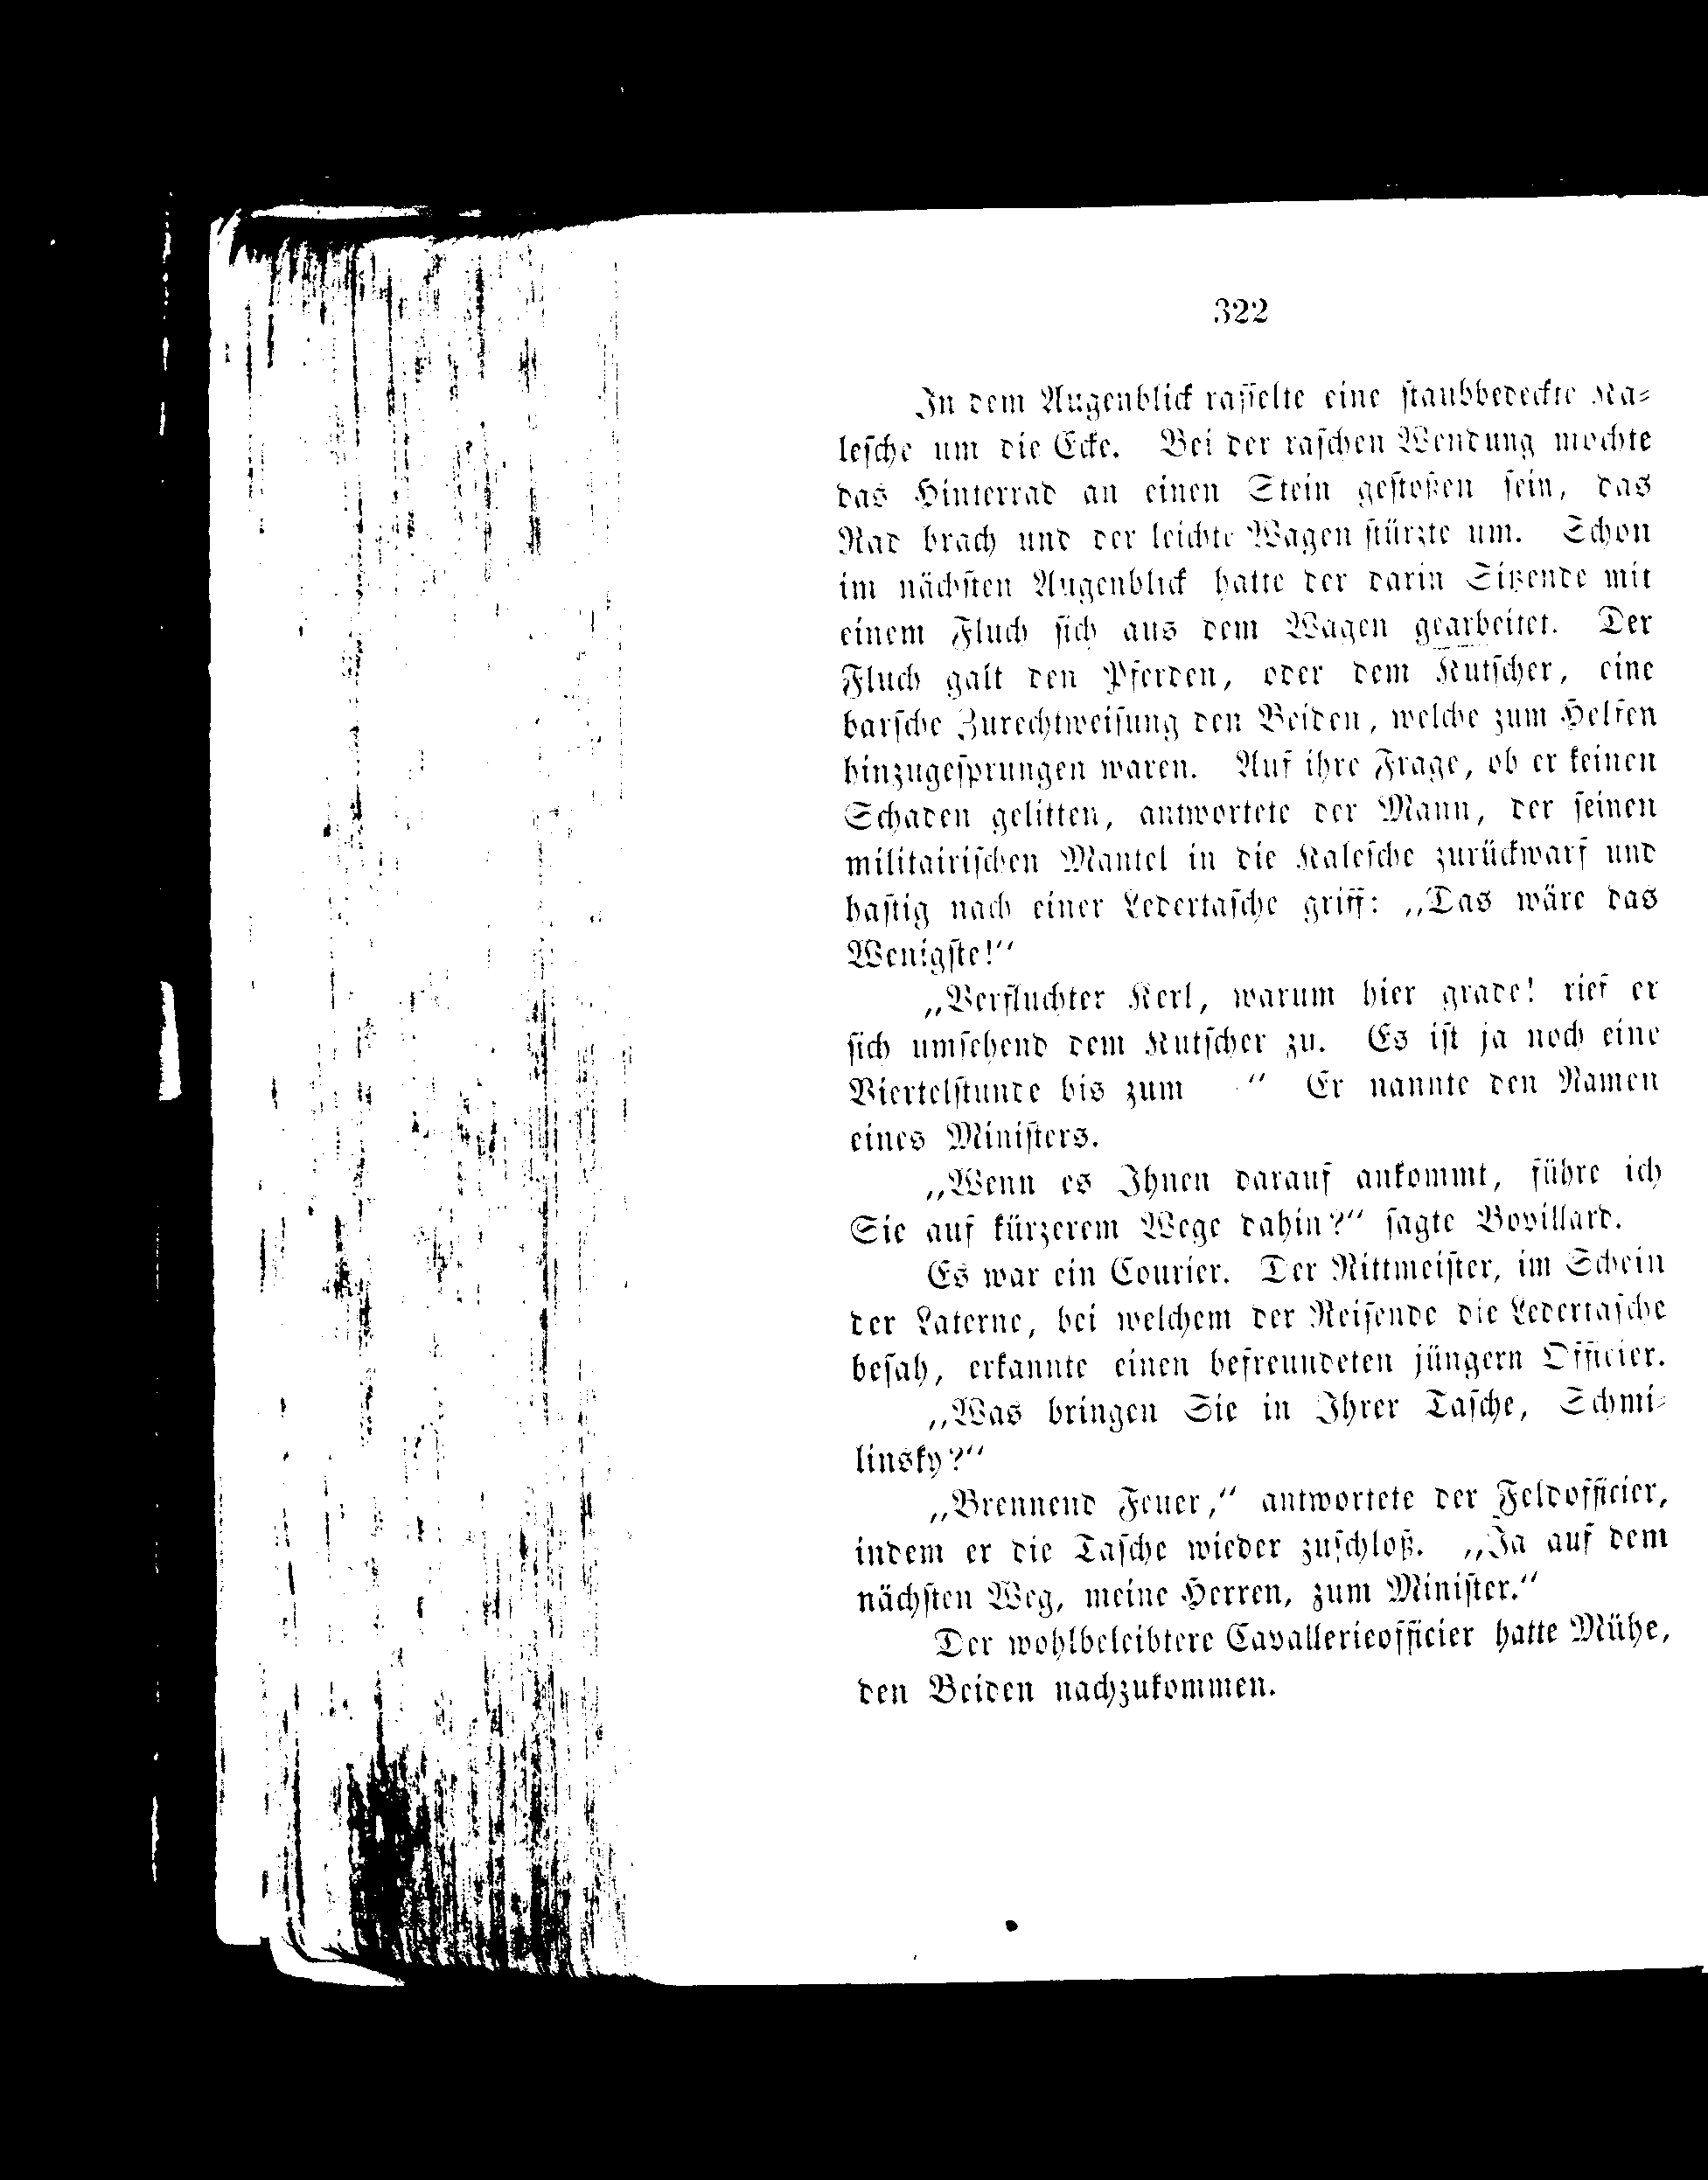 322
In dem Augenblick raſſelte eine ſtaubbedeckte Ka⸗
leſche um die Ecke. Bei der raſchen Wendung mochte
das Hinterrad an einen Stein geſtoßen ſein, das
Rad brach und der leichte Wagen ſtürzte um. Schon
im nächſten Augenblick hatte der darin Sitzende mit
einem Fluch ſich aus dem Wagen gearbeitet. Der
Fluch galt den Pferden, oder dem Kutſcher, eine
barſche Zurechtweiſung den Beiden, welche zum Helfen
hinzugeſprungen waren. Auf ihre Frage, ob er keinen
Schaden gelitten, antwortete der Mann, der ſeinen
militairiſchen Mantel in die Kaleſche zurückwarf und
haſtig nach einer Ledertaſche griff: „Das wäre das
Wenigſte!“
„Verfluchter Kerl, warum hier grade! rief er
ſich umſehend dem Kutſcher zu. Es iſt ja noch eine
Viertelſtunde bis zum —“ Er nannte den Namen
eines Miniſters.
„Wenn es Ihnen darauf ankommt, führe ich
Sie auf kürzerem Wege dahin?“ ſagte Bovillard.
Es war ein Courier. Der Rittmeiſter, im Schein
der Laterne, bei welchem der Reiſende die Ledertaſche
beſah, erkannte einen befreundeten jüngern Officier.
„Was bringen Sie in Ihrer Taſche, Schmi⸗
linsky?“
„Brennend Feuer,“ antwortete der Feldofficier,
indem er die Taſche wieder zuſchloß. „Ja auf dem
nächſten Weg, meine Herren, zum Miniſter.“
Der wohlbeleibtere Cavallerieofficier hatte Mühe,
den Beiden nachzukommen.